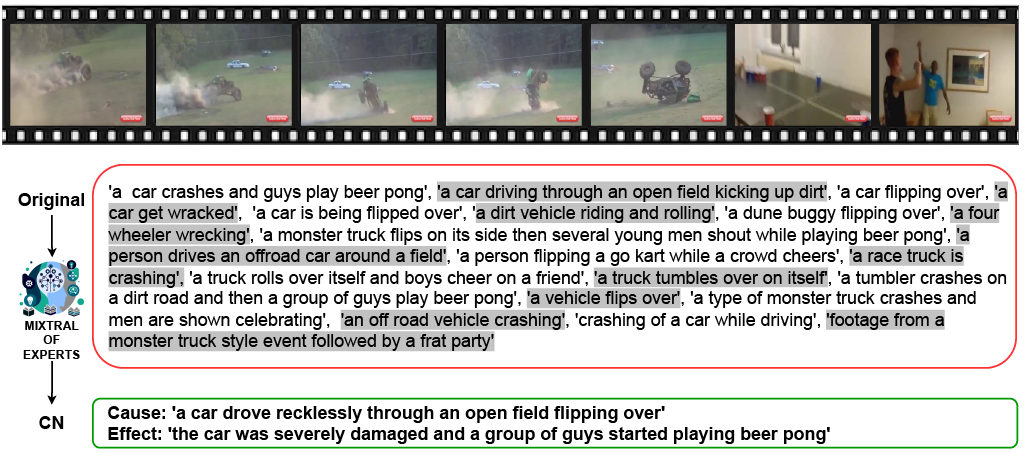 Original
MIXTRAL
OF
EXPERTS
CN
'a car crashes and guys play beer pong', 'a car driving through an open field kicking up dirt', 'a car flipping over', 'a
car get wracked', 'a car is being flipped over', 'a dirt vehicle riding and rolling', 'a dune buggy flipping over', 'a four
wheeler wrecking', 'a monster truck flips on its side then several young men shout while playing beer pong', 'a
person drives an offroad car around a field', 'a person flipping a go kart while a crowd cheers', 'a race truck is
crashing', 'a truck rolls over itself and boys cheer on a friend', 'a truck tumbles over on itself', 'a tumbler crashes on
a dirt road and then a group of guys play beer pong', 'a vehicle flips over', 'a type of monster truck crashes and
men are shown celebrating', 'an off road vehicle crashing', 'crashing of a car while driving', 'footage from a
monster truck style event followed by a frat party'
Cause: 'a car drove recklessly through an open field flipping over'
Effect: 'the car was severely damaged and a group of guys started playing beer pong'